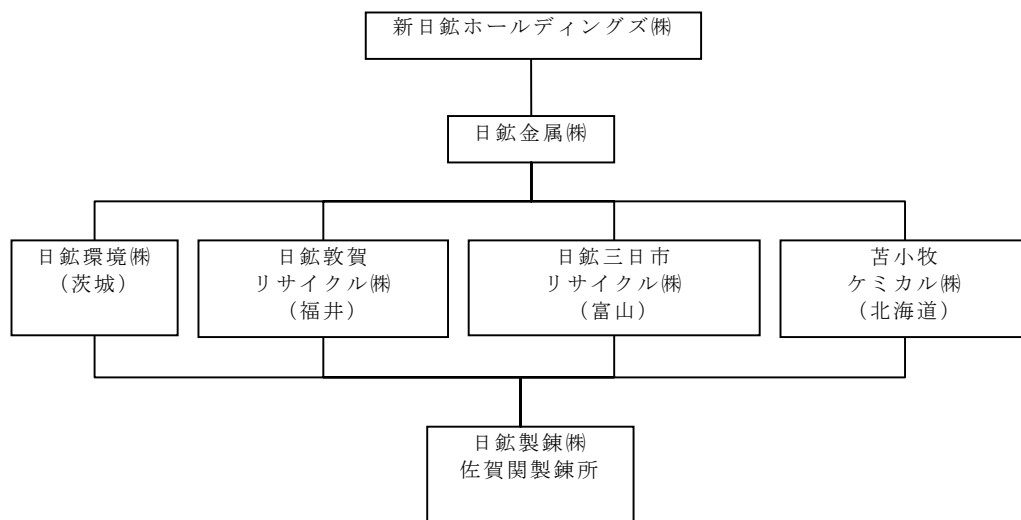 新日鉱ホールディングズ㈱
日鉱金属㈱
日鉱環境㈱
（茨城）
日鉱敦賀
リサイクル㈱
（福井）
日鉱三日市
リサイクル㈱
（富山）
苫小牧
ケミカル㈱
（北海道）
日鉱製錬㈱
佐賀関製錬所